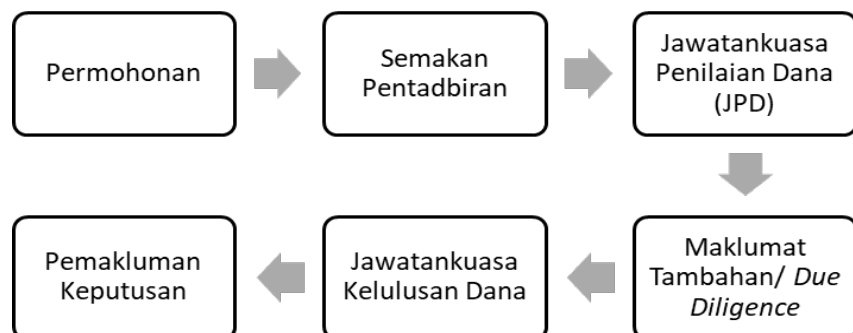 Permohonan
Semakan
Pentadbiran
Jawatankuasa
Penilaian Dana
(JPD)
Maklumat
Tambahan/ Due
Diligence
Jawatankuasa
Kelulusan Dana
Pemakluman
Keputusan